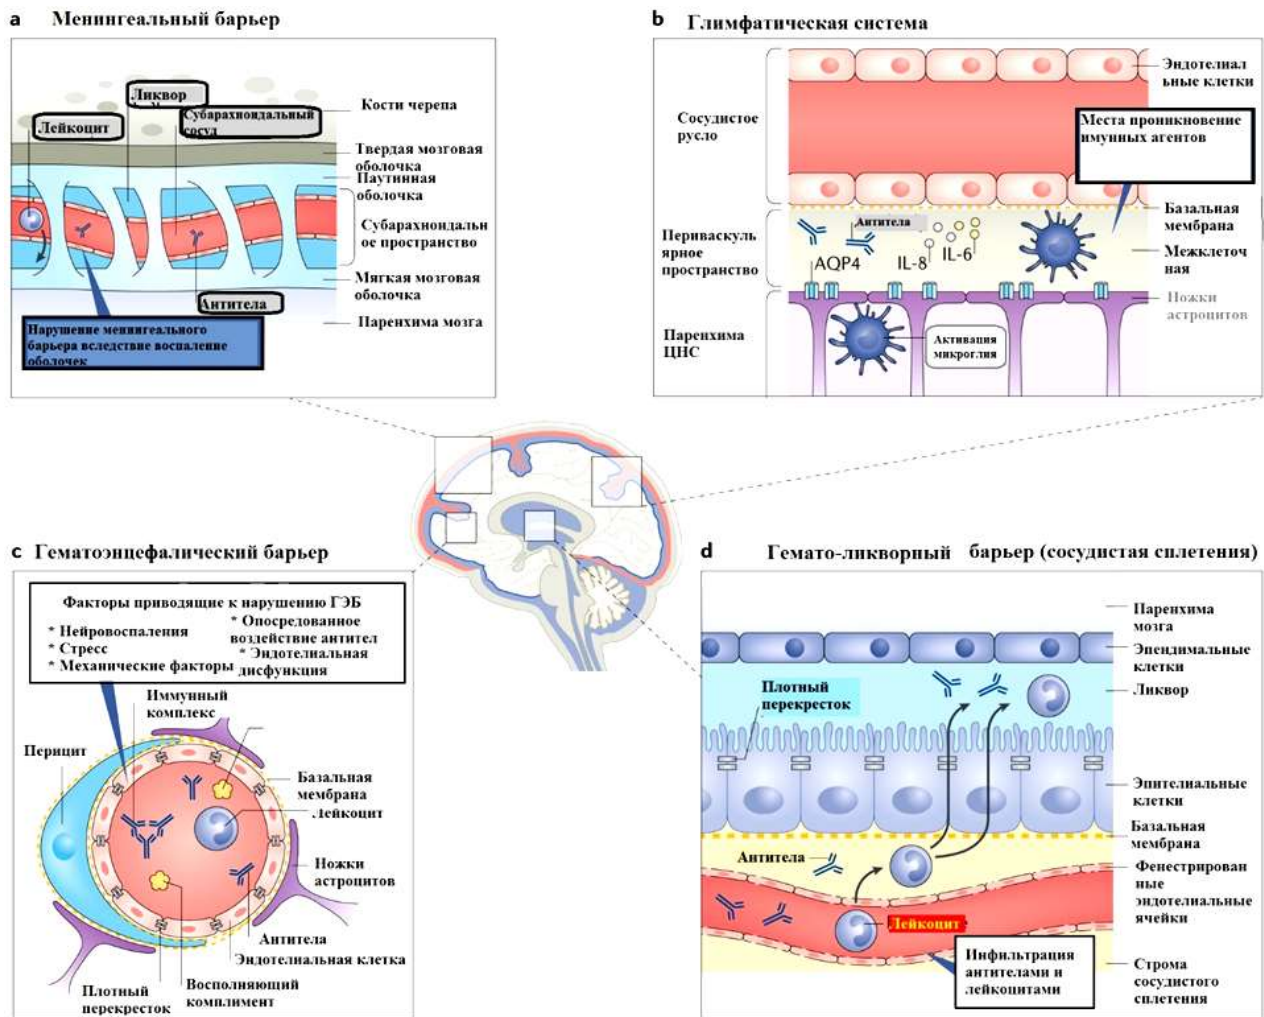 a Менингеальный барьер
Ликвор
Лейкоцит
Субарахноидальный
сосуд
Кости черепа
Твердая мозговая
оболочка
Паутинная
оболочка
Субарахноидальн
ое пространство
Мягкая мозговая
оболочка
Антитела
Паренхима мозга
Нарушение менингеального
барьера вследствие воспаление
оболочек
b Глимфатическая система
Эндотелиал
ьные клетки
Сосудистое
русло
Места проникновение
имунных агентов
Базальная
мембрана
Периваскуль
ярное
пространство
Антитела
IL-8
IL-6
AQP4
Межклеточ
ная
Ножки
астроцитов
Паренхима
ЦНС
Активация
микроглия
c Гематоэнцефалический барьер
Факторы приводящие к нарушению ГЭБ
* Нейровоспаления
* Стресс
* Механические факторы
* Опосредованное
воздействие антител
* Эндотелиальная
дисфункция
Иммунный
комплекс
Перицит
Базальная
мембрана
Лейкоцит
Ножки
астроцитов
Антитела
Эндотелиальная клетка
Плотный
перекресток
Восполняющий
комплимент
d Гемато-ликворный барьер (сосудистая сплетения)
Паренхима
мозга
Эпендимальные
клетки
Ликвор
Плотный
перекресток
Эпителиальные
клетки
Базальная
мембрана
Антитела
Фенестрирован
ные
эндотелиальные
ячейки
Лейкоцит
Инфильтрация
антителами и
лейкоцитами
Строма
сосудистого
сплетения